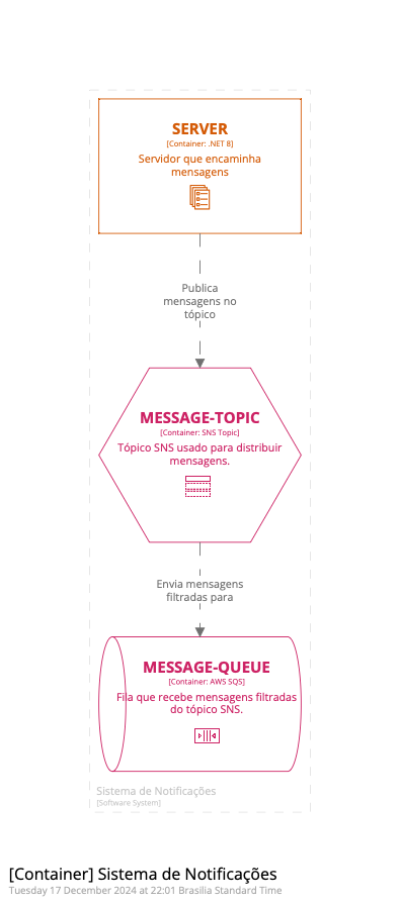 SERVER
[Container: .NET 8]
Servidor que encaminha
mensagens
Publica
mensagens no
tópico
MESSAGE-TOPIC
[Container: SNS Topic]
Tópico SNS usado para distribuir
mensagens.
Envia mensagens
filtradas para
MESSAGE-QUEUE
[Container: AWS SQS]
Fila que recebe mensagens filtradas
do tópico SNS.
Sistema de Notificações
[Software System]
[Container] Sistema de Notificações
Tuesday 17 December 2024 at 22:01 Brasilia Standard Time